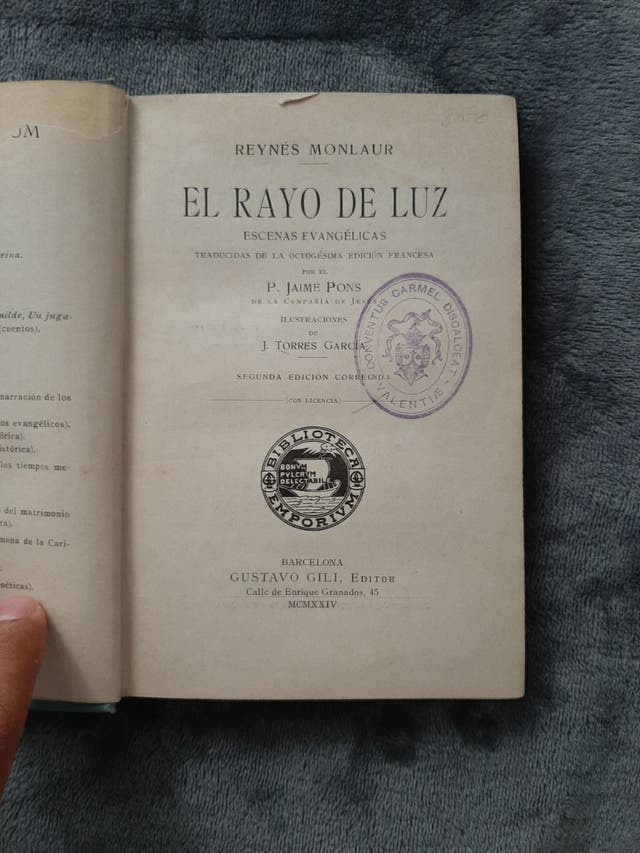 UM
eina.
milde, Un juga-
(cuentos).
narración de los
os evangélicos).
órica).
istórica).
los tiempos me-
del matrimonio
ra).
mana de la Cari-
oéticas).
REYNÉS MONLAUR
EL RAYO DE LUZ
ESCENAS EVANGÉLICAS
TRADUCIDAS DE LA OCTOGÉSIMA EDICIÓN FRANCESA
POR EL
P. JAIME PONS
DE LA COMPAÑÍA DE JESÚS
ILUSTRACIONES
DE
J. TORRES GARCÍA
SEGUNDA EDICIÓN CORREGIDA
(CON LICENCIA)
CONVENTUS CARMEL DISCALCEAT
VALENTIÆ
BIBLIOTECA
BONVM
PVLCRVM
DELECTABILE
EMPORIVM
BARCELONA
GUSTAVO GILI, EDITOR
Calle de Enrique Granados, 45
MCMXXIV